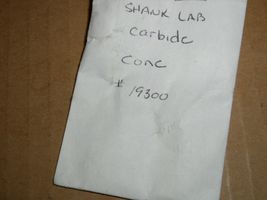 SHANK LAB
carbide
cone
# 19300